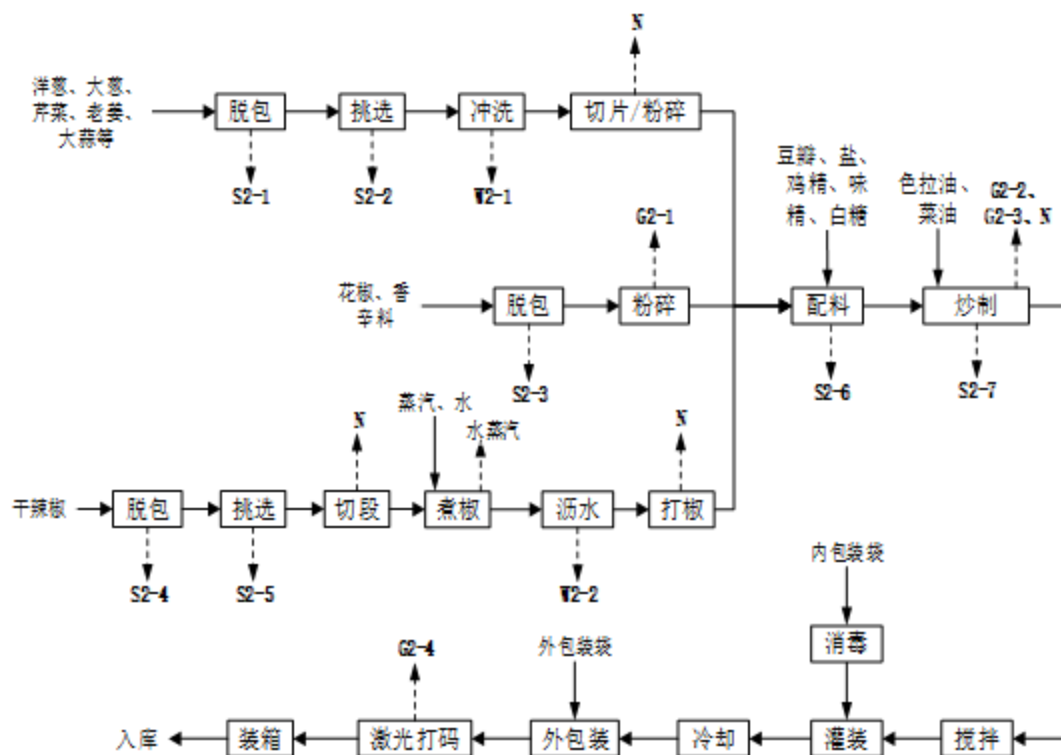 N
洋葱、大葱、
芹菜、老姜、
大蒜等
脱包
挑选
冲洗
切片/粉碎
S2-1
S2-2
W2-1
豆瓣、盐、
鸡精、味
精、白糖
色拉油、
菜油
G2-2、
G2-3、N
G2-1
花椒、香
辛料
脱包
粉碎
配料
炒制
S2-3
S2-6
S2-7
N
蒸汽、水
水蒸汽
N
干辣椒
脱包
挑选
切段
煮椒
沥水
打椒
S2-4
S2-5
W2-2
内包装袋
消毒
G2-4
外包装袋
入库
装箱
激光打码
外包装
冷却
灌装
搅拌